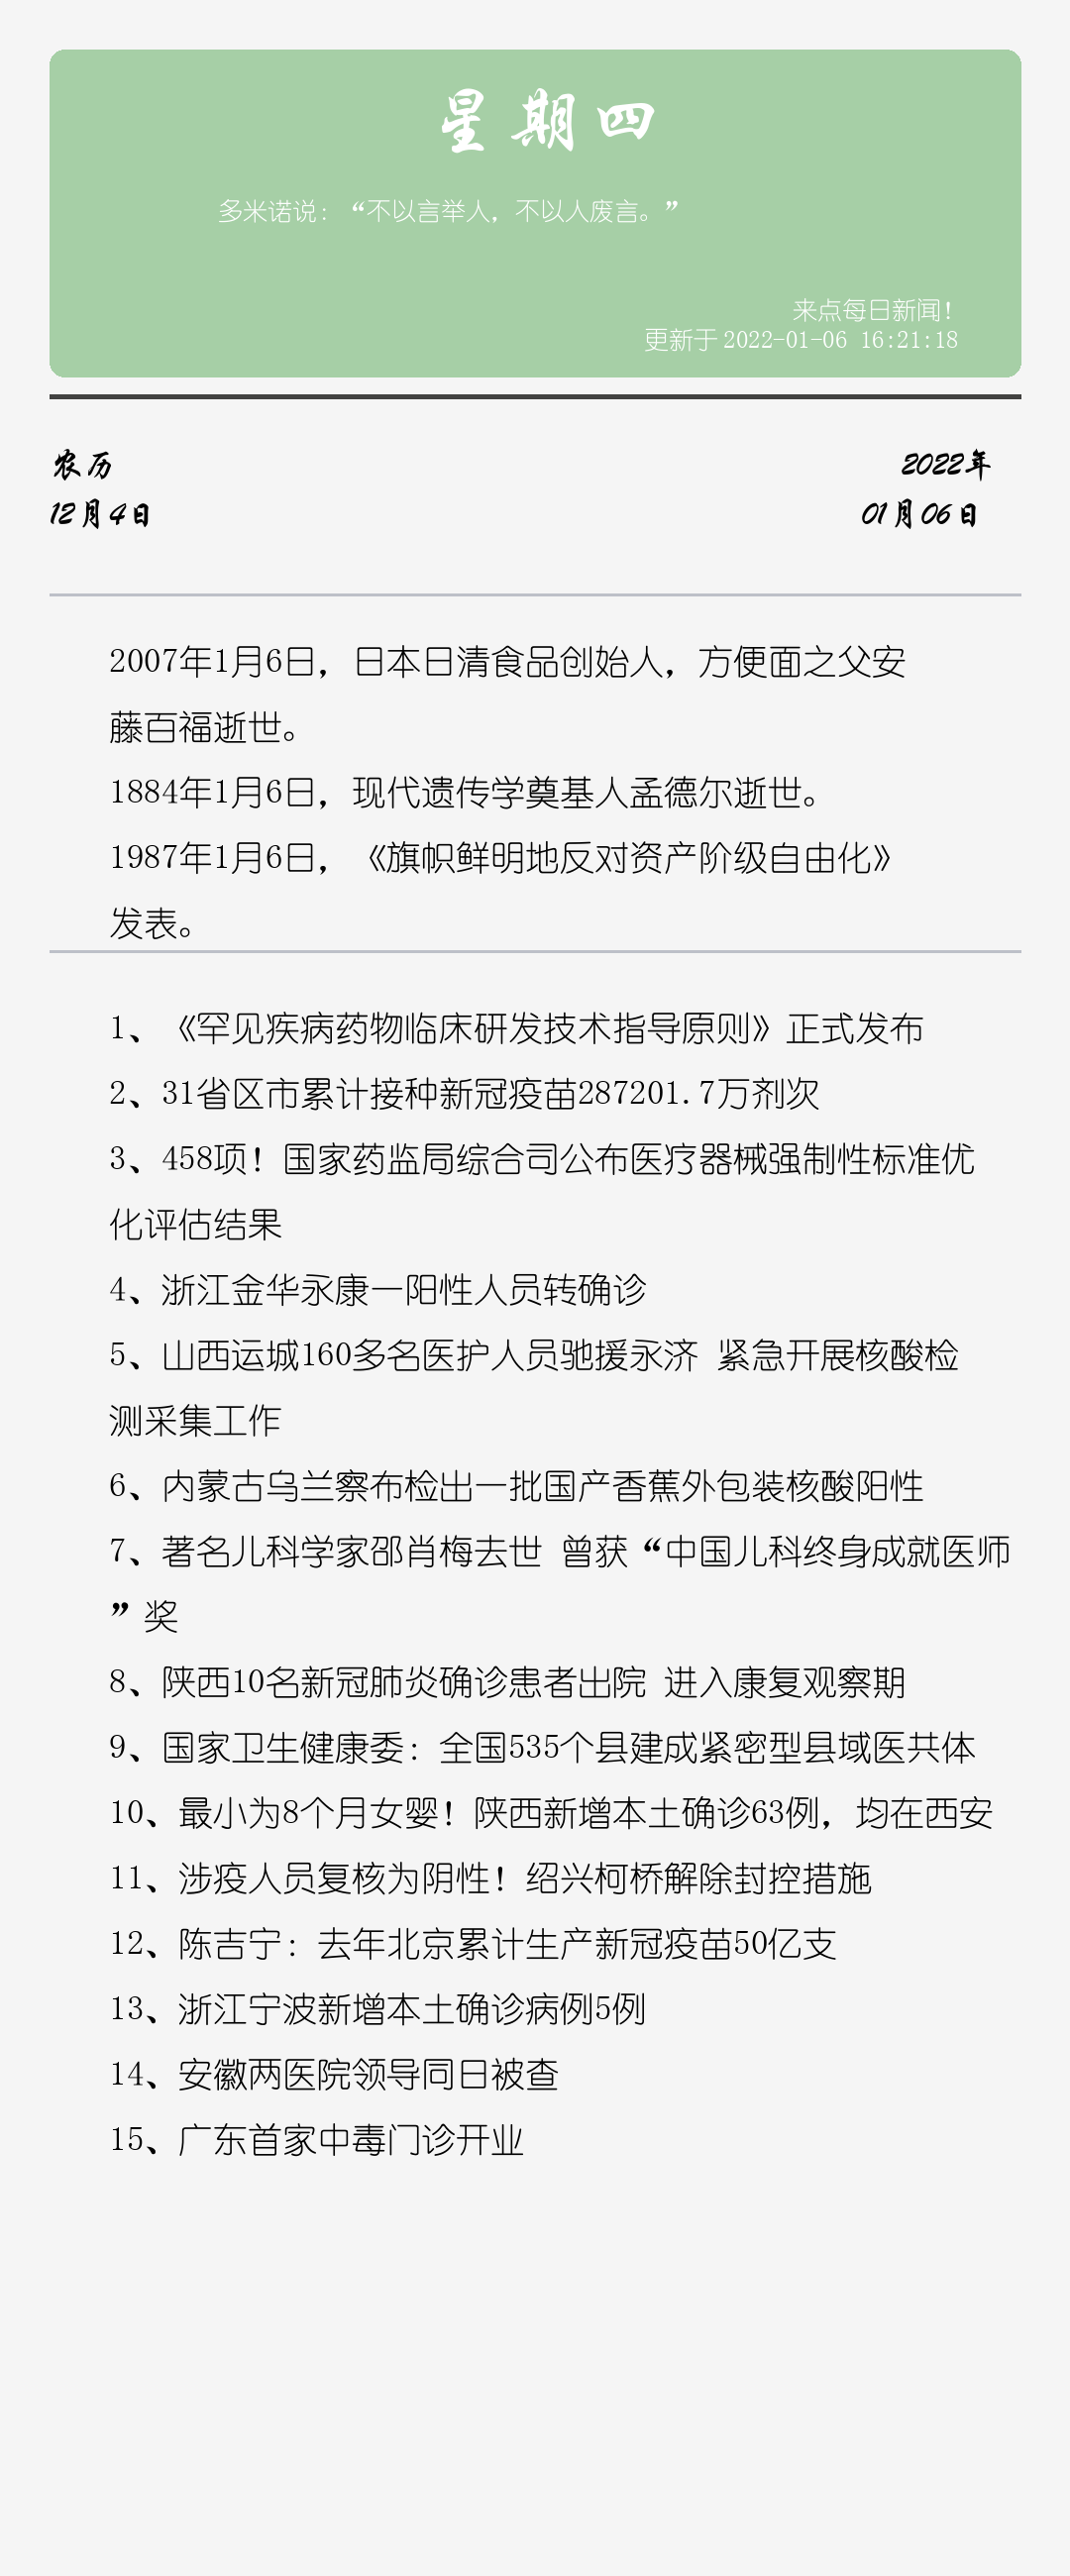 星期四
多米诺说：“不以言举人，不以人废言。”
来点每日新闻！
更新于 2022-01-06 16:21:18
农历
2022年
12月4日
01月06日
2007年1月6日，日本日清食品创始人，方便面之父安
藤百福逝世。
1884年1月6日，现代遗传学奠基人孟德尔逝世。
1987年1月6日，《旗帜鲜明地反对资产阶级自由化》
发表。
1、《罕见疾病药物临床研发技术指导原则》正式发布
2、31省区市累计接种新冠疫苗287201.7万剂次
3、458项！国家药监局综合司公布医疗器械强制性标准优
化评估结果
4、浙江金华永康一阳性人员转确诊
5、山西运城160多名医护人员驰援永济 紧急开展核酸检
测采集工作
6、内蒙古乌兰察布检出一批国产香蕉外包装核酸阳性
7、著名儿科学家邵肖梅去世 曾获“中国儿科终身成就医师
”奖
8、陕西10名新冠肺炎确诊患者出院 进入康复观察期
9、国家卫生健康委：全国535个县建成紧密型县域医共体
10、最小为8个月女婴！陕西新增本土确诊63例，均在西安
11、涉疫人员复核为阴性！绍兴柯桥解除封控措施
12、陈吉宁：去年北京累计生产新冠疫苗50亿支
13、浙江宁波新增本土确诊病例5例
14、安徽两医院领导同日被查
15、广东首家中毒门诊开业